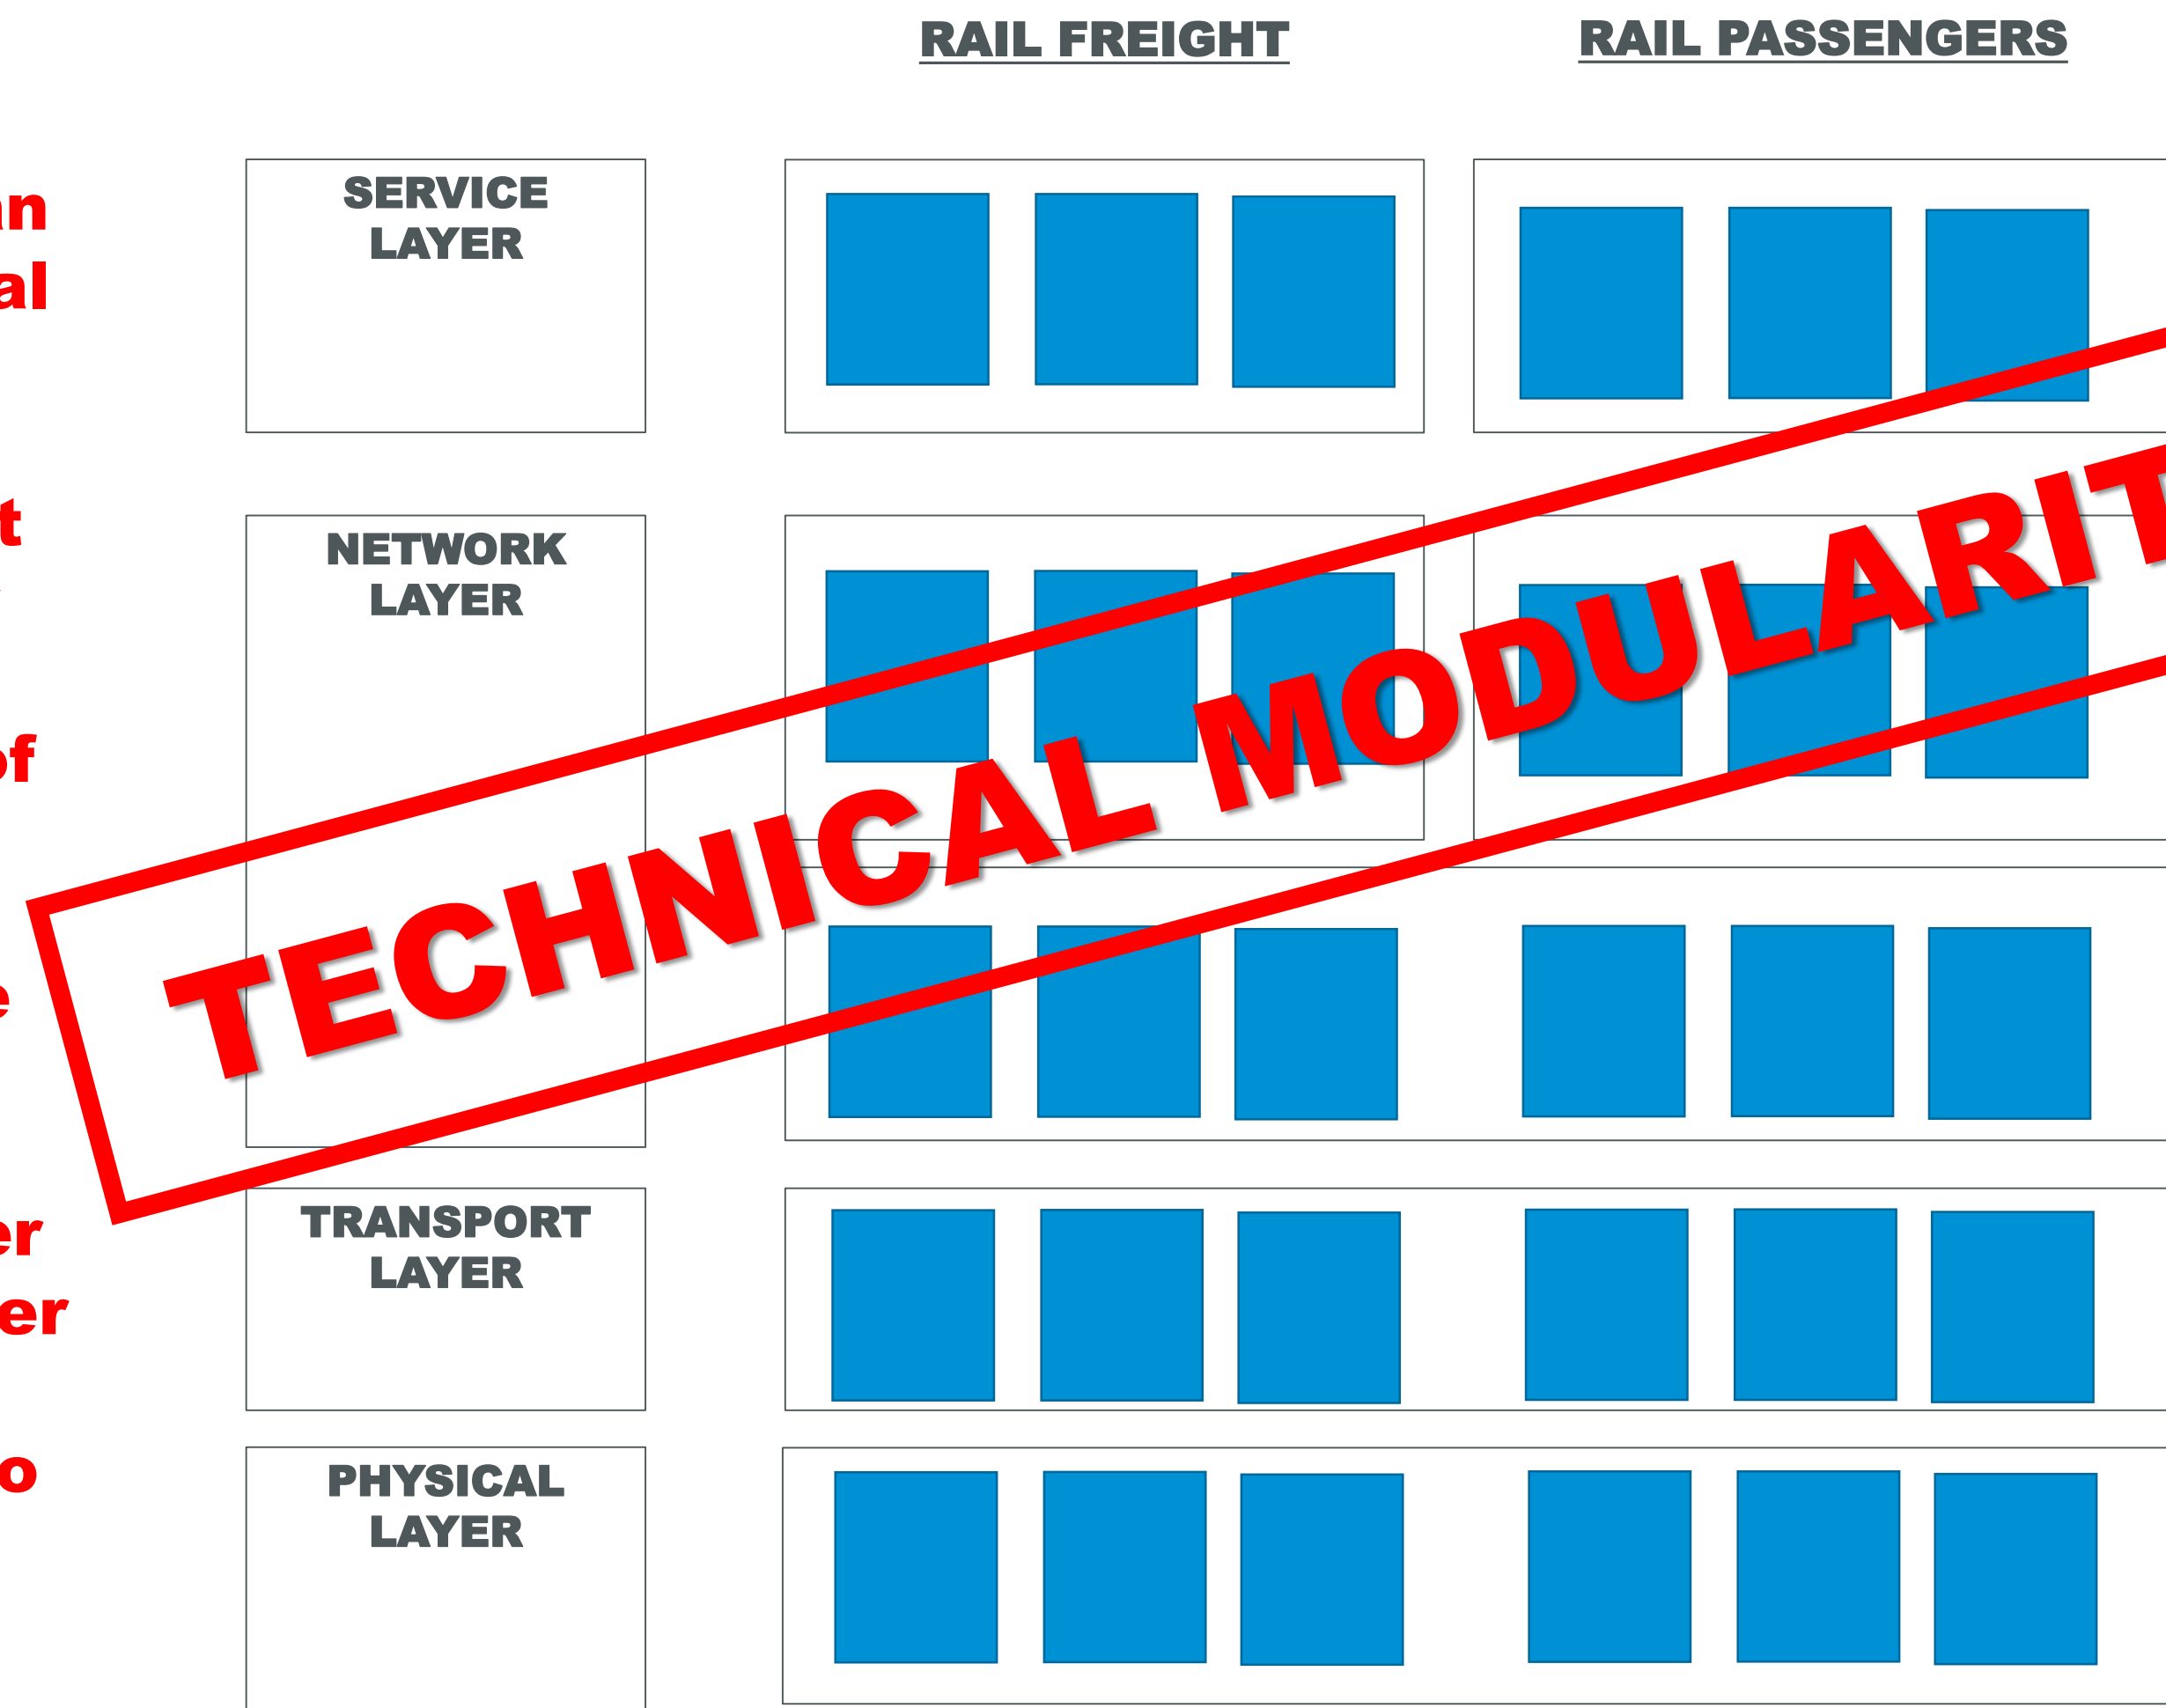 RAIL FREIGHT
RAIL PASSENGERS
SERVICE
LAYER
NETWORK
LAYER
TECHNICAL MODULARIT
TRANSPORT
LAYER
PHYSICAL
LAYER